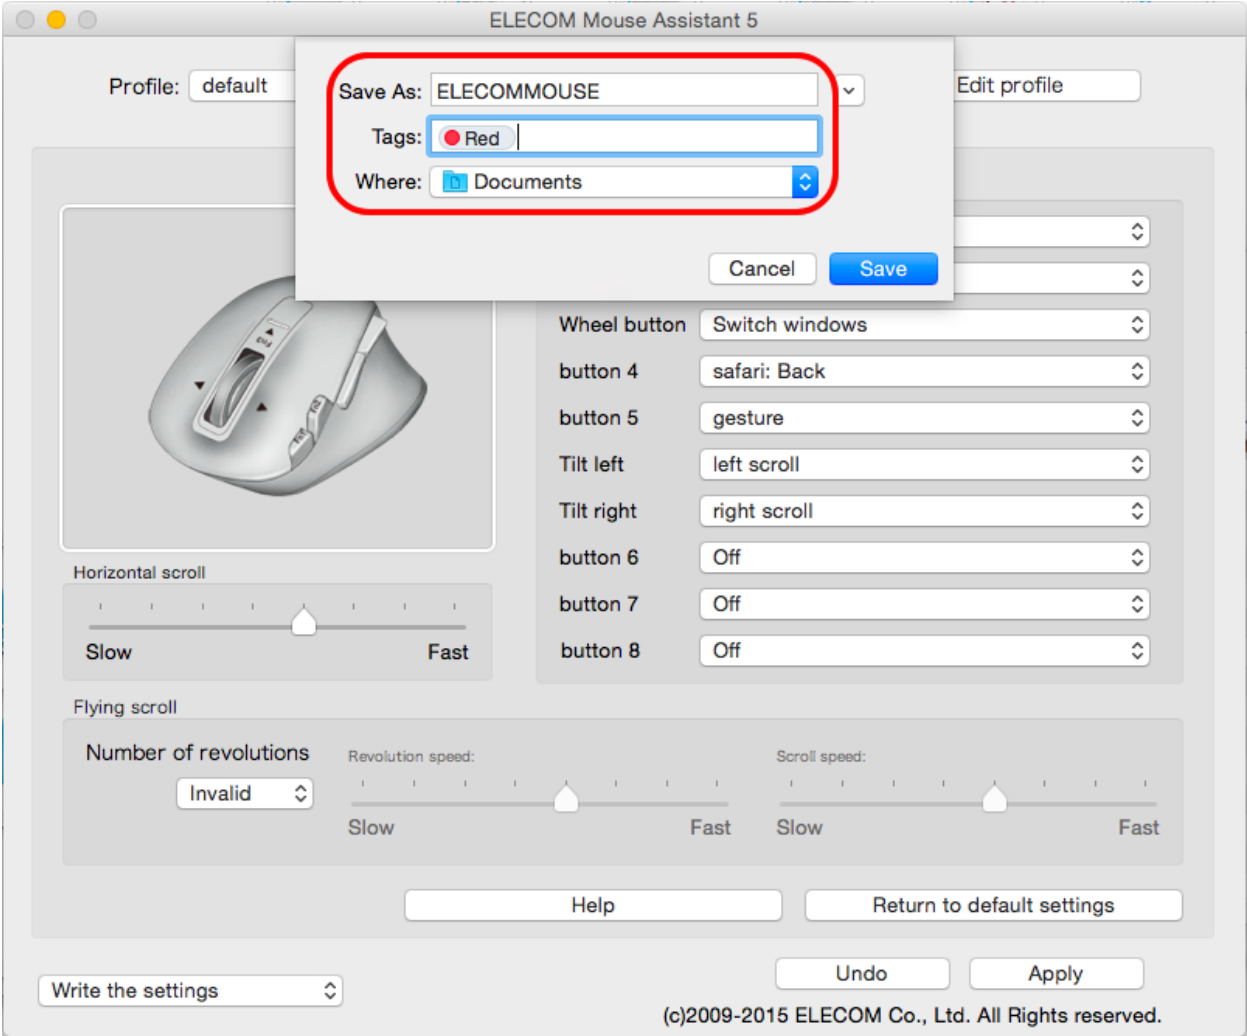 ELECOM Mouse Assistant 5
Profile: default
Edit profile
Save As: ELECOMMOUSE
Tags: Red
Where: Documents
Cancel
Save
Wheel button Switch windows
button 4 safari: Back
button 5 gesture
Tilt left left scroll
Tilt right right scroll
button 6 Off
button 7 Off
button 8 Off
Horizontal scroll
Slow Fast
Flying scroll
Number of revolutions
Invalid
Revolution speed:
Slow Fast
Scroll speed:
Slow Fast
Help
Return to default settings
Write the settings
Undo
Apply
(c)2009-2015 ELECOM Co., Ltd. All Rights reserved.